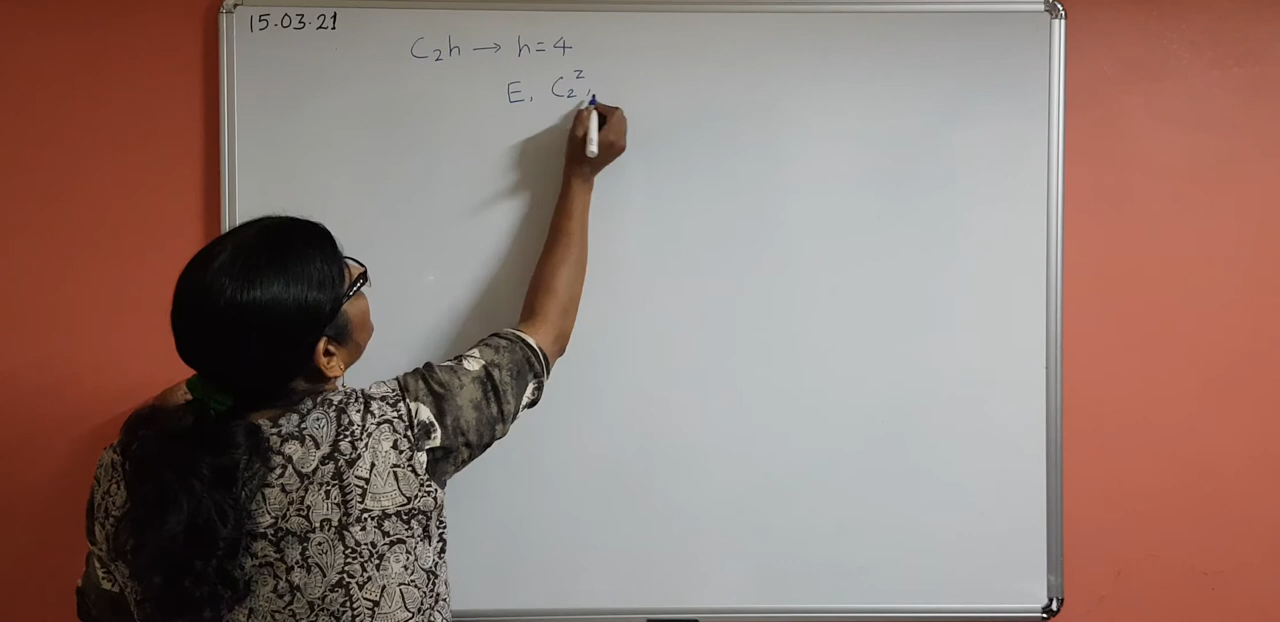 15.03.21
C₂h → h=4
E, C₂ᶻ,